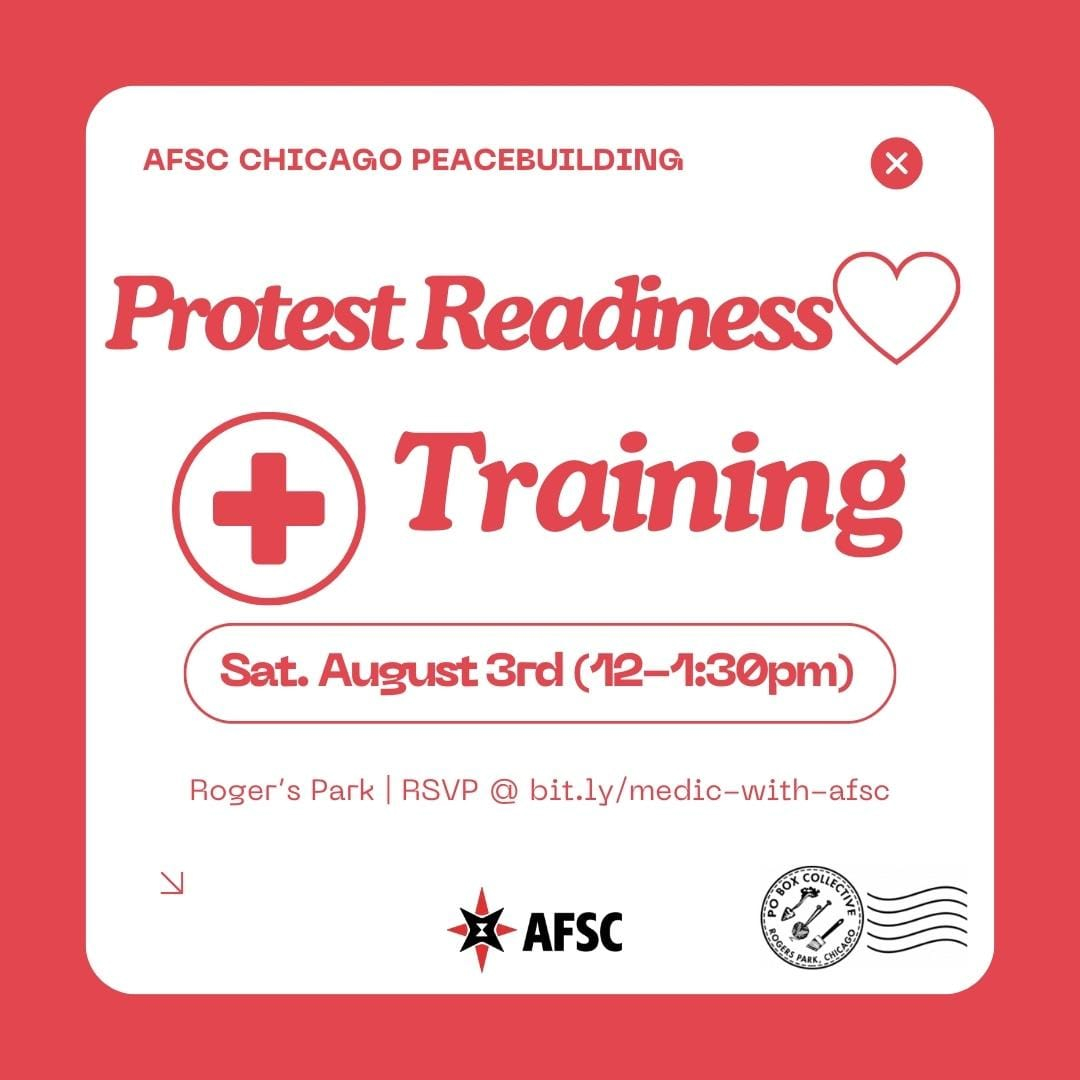 AFSC CHICAGO PEACEBUILDING
Protest Readiness
Training
Sat. August 3rd (12–1:30pm)
Roger's Park | RSVP @ bit.ly/medic-with-afsc
AFSC
PO BOX COLLECTIVE
ROGERS PARK, CHICAGO